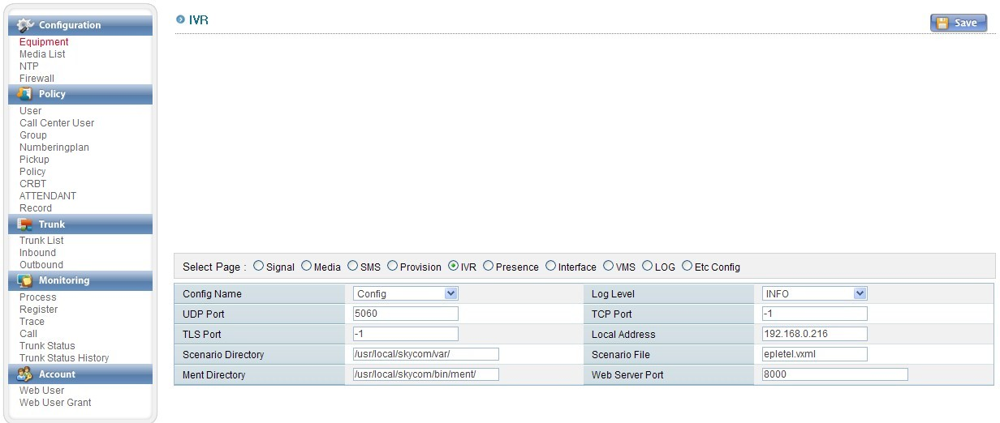 Configuration
Equipment
Media List
NTP
Firewall
Policy
User
Call Center User
Group
Numberingplan
Pickup
Policy
CRBT
ATTENDANT
Record
Trunk
Trunk List
Inbound
Outbound
Monitoring
Process
Register
Trace
Call
Trunk Status
Trunk Status History
Account
Web User
Web User Grant
IVR
Save
Select Page : Signal Media SMS Provision IVR Presence Interface VMS LOG Etc Config
Config Name Config Log Level INFO
UDP Port 5060 TCP Port -1
TLS Port -1 Local Address 192.168.0.216
Scenario Directory /usr/local/skycom/var/ Scenario File epletel.vxml
Ment Directory /usr/local/skycom/bin/ment/ Web Server Port 8000